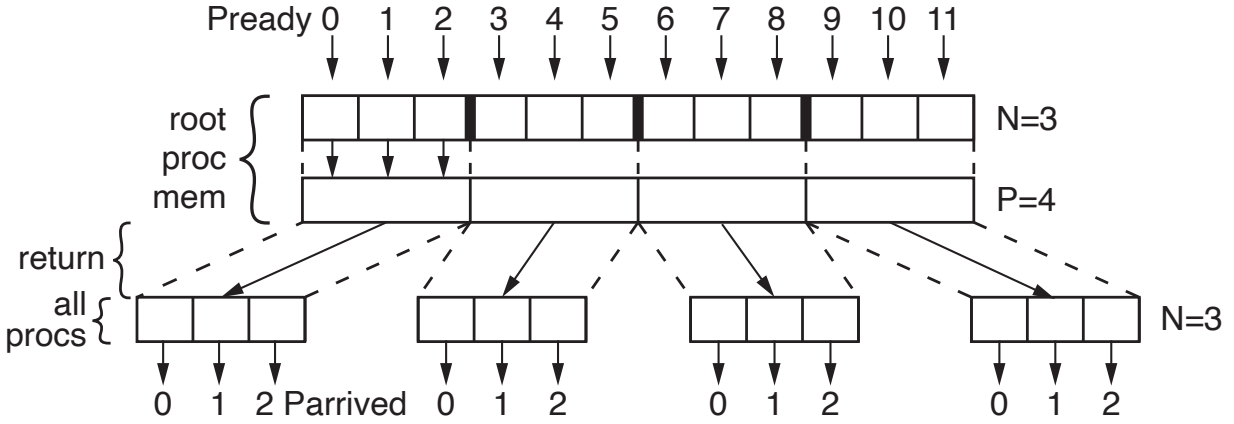 Pready 0 1 2 3 4 5 6 7 8 9 10 11
root
proc
mem
N=3
P=4
return
all
procs
N=3
0 1 2 Parrived 0 1 2 0 1 2 0 1 2